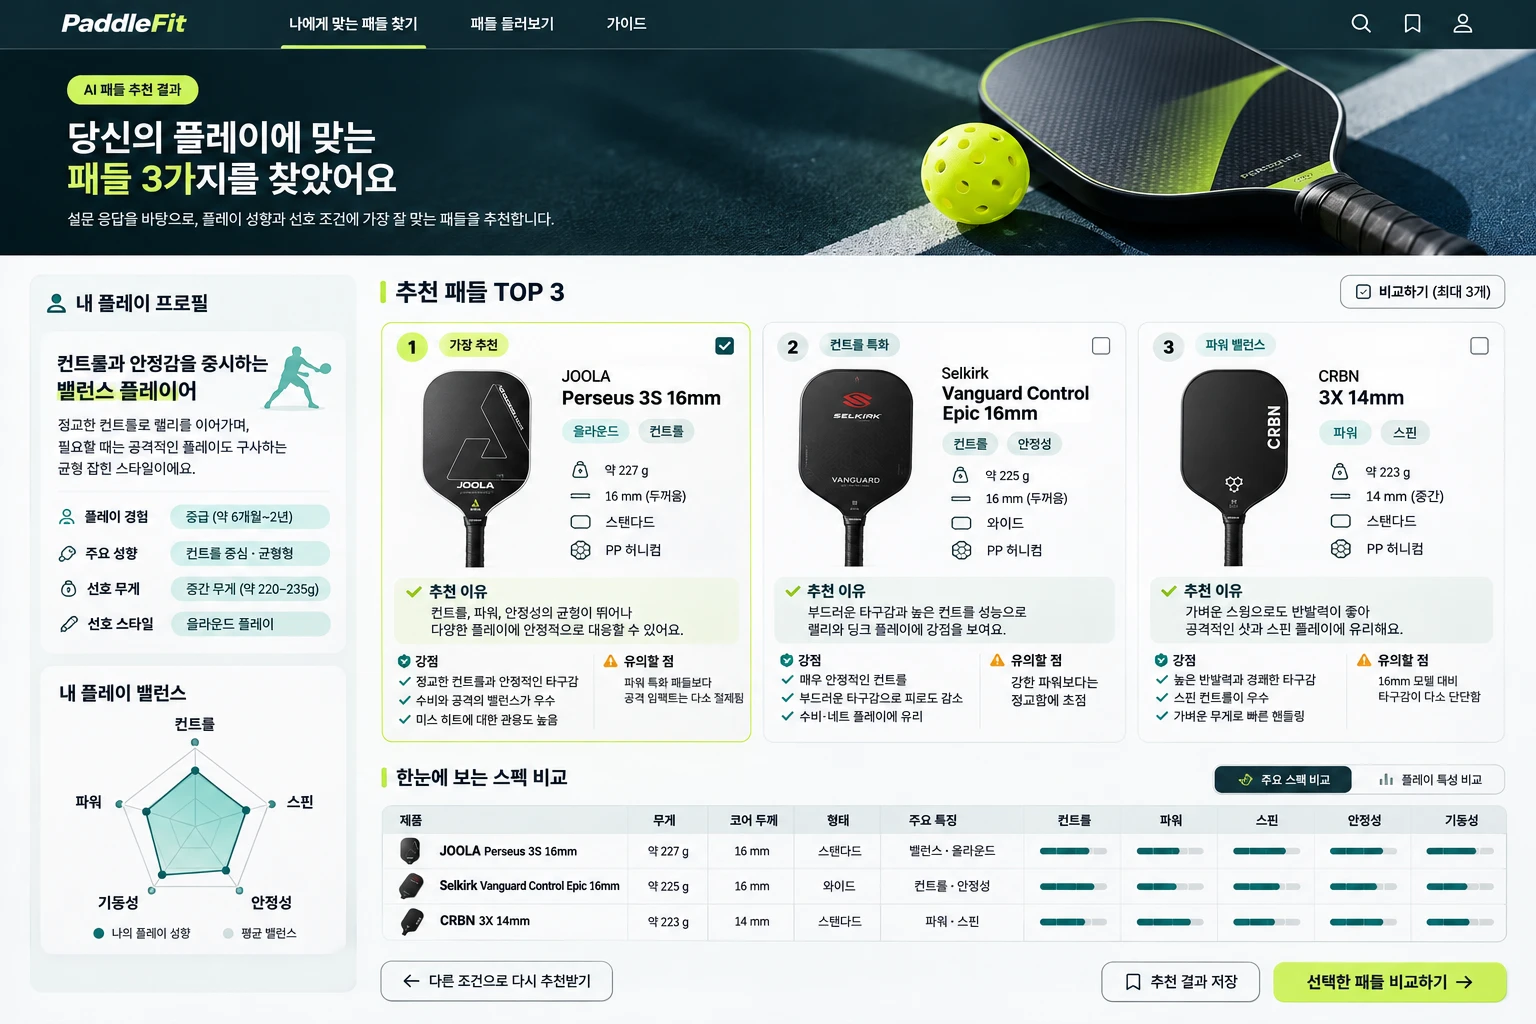 PaddleFit
나에게 맞는 패들 찾기
패들 둘러보기
가이드
AI 패들 추천 결과
당신의 플레이에 맞는
패들 3가지를 찾았어요
설문 응답을 바탕으로, 플레이 성향과 선호 조건에 가장 잘 맞는 패들을 추천합니다.
내 플레이 프로필
컨트롤과 안정감을 중시하는
밸런스 플레이어
정교한 컨트롤로 랠리를 이어가며,
필요할 때는 공격적인 플레이도 구사하는
균형 잡힌 스타일이에요.
플레이 경험 중급 (약 6개월~2년)
주요 성향 컨트롤 중심 · 균형형
선호 무게 중간 무게 (약 220–235g)
선호 스타일 올라운드 플레이
내 플레이 밸런스
컨트롤
파워
스핀
기동성
안정성
나의 플레이 성향
평균 밸런스
추천 패들 TOP 3
비교하기 (최대 3개)
1
가장 추천
JOOLA
Perseus 3S 16mm
올라운드 컨트롤
약 227 g
16 mm (두꺼움)
스탠다드
PP 허니컴
JOOLA
추천 이유
컨트롤, 파워, 안정성의 균형이 뛰어나
다양한 플레이에 안정적으로 대응할 수 있어요.
강점
정교한 컨트롤과 안정적인 타구감
수비와 공격의 밸런스가 우수
미스 히트에 대한 관용도 높음
유의할 점
파워 특화 패들보다
공격 임팩트는 다소 절제됨
2
컨트롤 특화
Selkirk
Vanguard Control
Epic 16mm
컨트롤 안정성
약 225 g
16 mm (두꺼움)
와이드
PP 허니컴
SELKIRK
VANGUARD
추천 이유
부드러운 타구감과 높은 컨트롤 성능으로
랠리와 딩크 플레이에 강점을 보여요.
강점
매우 안정적인 컨트롤
부드러운 타구감으로 피로도 감소
수비·네트 플레이에 유리
유의할 점
강한 파워보다는
정교함에 초점
3
파워 밸런스
CRBN
3X 14mm
파워 스핀
약 223 g
14 mm (중간)
스탠다드
PP 허니컴
CRBN
추천 이유
가벼운 스윙으로도 반발력이 좋아
공격적인 샷과 스핀 플레이에 유리해요.
강점
높은 반발력과 경쾌한 타구감
스핀 컨트롤이 우수
가벼운 무게로 빠른 핸들링
유의할 점
16mm 모델 대비
타구감이 다소 단단함
한눈에 보는 스펙 비교
주요 스펙 비교
플레이 특성 비교
제품 무게 코어 두께 형태 주요 특징 컨트롤 파워 스핀 안정성 기동성
JOOLA Perseus 3S 16mm 약 227 g 16 mm 스탠다드 밸런스 · 올라운드
Selkirk Vanguard Control Epic 16mm 약 225 g 16 mm 와이드 컨트롤 · 안정성
CRBN 3X 14mm 약 223 g 14 mm 스탠다드 파워 · 스핀
다른 조건으로 다시 추천받기
추천 결과 저장
선택한 패들 비교하기